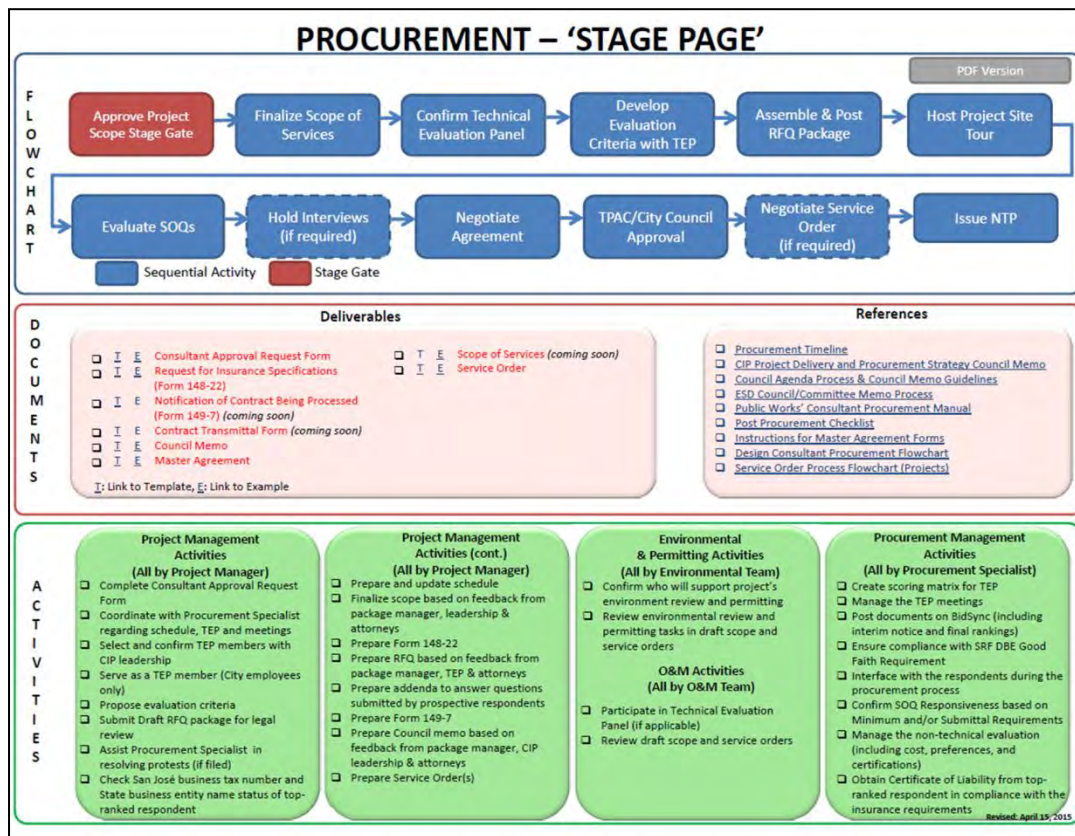 PROCUREMENT – ‘STAGE PAGE’
PDF Version
FLOWCHART
Approve Project
Scope Stage Gate
Finalize Scope of
Services
Confirm Technical
Evaluation Panel
Develop
Evaluation
Criteria with TEP
Assemble & Post
RFQ Package
Host Project Site
Tour
Evaluate SOQs
Hold Interviews
(if required)
Negotiate
Agreement
TPAC/City Council
Approval
Negotiate Service
Order
(if required)
Issue NTP
Sequential Activity
Stage Gate
DOCUMENTS
Deliverables
T E Consultant Approval Request Form
T E Request for Insurance Specifications
(Form 148-22)
T E Notification of Contract Being Processed
(Form 149-7) (coming soon)
T E Contract Transmittal Form (coming soon)
T E Council Memo
T E Master Agreement
T E Scope of Services (coming soon)
T E Service Order
T: Link to Template, E: Link to Example
References
Procurement Timeline
CIP Project Delivery and Procurement Strategy Council Memo
Council Agenda Process & Council Memo Guidelines
ESD Council/Committee Memo Process
Public Works’ Consultant Procurement Manual
Post Procurement Checklist
Instructions for Master Agreement Forms
Design Consultant Procurement Flowchart
Service Order Process Flowchart (Projects)
ACTIVITIES
Project Management
Activities
(All by Project Manager)
Complete Consultant Approval Request
Form
Coordinate with Procurement Specialist
regarding schedule, TEP and meetings
Select and confirm TEP members with
CIP leadership
Serve as a TEP member (City employees
only)
Propose evaluation criteria
Submit Draft RFQ package for legal
review
Assist Procurement Specialist in
resolving protests (if filed)
Check San José business tax number and
State business entity name status of top-
ranked respondent
Project Management
Activities (cont.)
(All by Project Manager)
Prepare and update schedule
Finalize scope based on feedback from
package manager, leadership &
attorneys
Prepare Form 148-22
Prepare RFQ based on feedback from
package manager, TEP & attorneys
Prepare addenda to answer questions
submitted by prospective respondents
Prepare Form 149-7
Prepare Council memo based on
feedback from package manager, CIP
leadership & attorneys
Prepare Service Order(s)
Environmental
& Permitting Activities
(All by Environmental Team)
Confirm who will support project’s
environment review and permitting
Review environmental review and
permitting tasks in draft scope and
service orders
O&M Activities
(All by O&M Team)
Participate in Technical Evaluation
Panel (if applicable)
Review draft scope and service orders
Procurement Management
Activities
(All by Procurement Specialist)
Create scoring matrix for TEP
Manage the TEP meetings
Post documents on BidSync (including
interim notice and final rankings)
Ensure compliance with SRF DBE Good
Faith Requirement
Interface with the respondents during the
procurement process
Confirm SOQ Responsiveness based on
Minimum and/or Submittal Requirements
Manage the non-technical evaluation
(including cost, preferences, and
certifications)
Obtain Certificate of Liability from top-
ranked respondent in compliance with the
insurance requirements
Revised: April 15, 2015